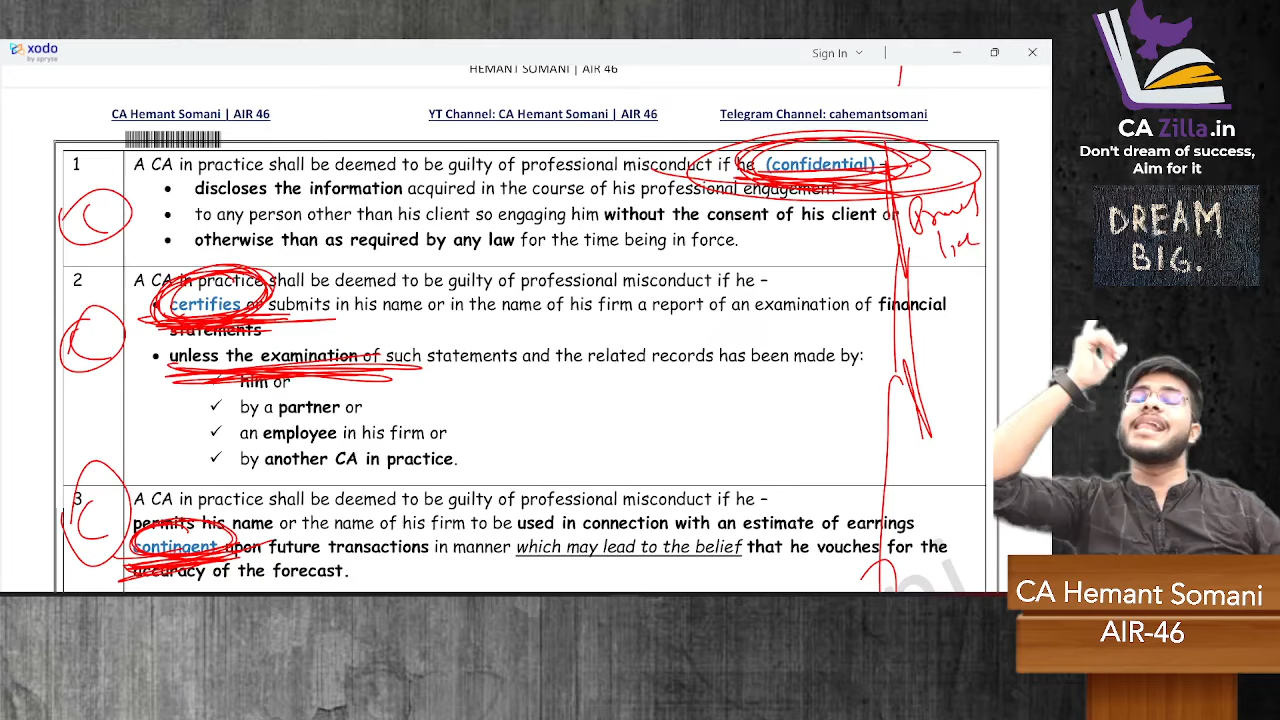 xodo
by apryse
Sign In
HEMANT SOMANI | AIR 46
CA Hemant Somani | AIR 46
YT Channel: CA Hemant Somani | AIR 46
Telegram Channel: cahemantsomani
1
A CA in practice shall be deemed to be guilty of professional misconduct if he (confidential) –
• discloses the information acquired in the course of his professional engagement
• to any person other than his client so engaging him without the consent of his client or
• otherwise than as required by any law for the time being in force.
C
2
A CA in practice shall be deemed to be guilty of professional misconduct if he –
• certifies or submits in his name or in the name of his firm a report of an examination of financial
statements
• unless the examination of such statements and the related records has been made by:
✓ him or
✓ by a partner or
✓ an employee in his firm or
✓ by another CA in practice.
C
3
A CA in practice shall be deemed to be guilty of professional misconduct if he –
permits his name or the name of his firm to be used in connection with an estimate of earnings
contingent upon future transactions in manner which may lead to the belief that he vouches for the
accuracy of the forecast.
C
CA Zilla.in
Don't dream of success,
Aim for it
DREAM
BIG.
CA Hemant Somani
AIR-46